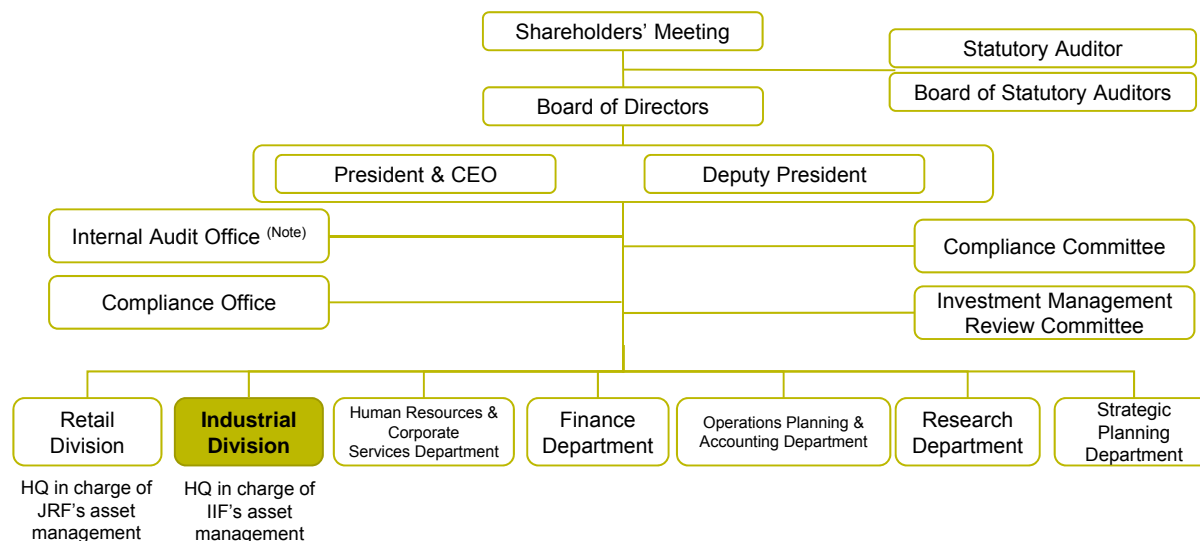 Shareholders’ Meeting
Statutory Auditor
Board of Statutory Auditors
Board of Directors
President & CEO
Deputy President
Internal Audit Office (Note)
Compliance Committee
Compliance Office
Investment Management
Review Committee
Retail
Division
Industrial
Division
Human Resources &
Corporate
Services Department
Finance
Department
Operations Planning &
Accounting Department
Research
Department
Strategic
Planning
Department
HQ in charge of
JRF’s asset
management
HQ in charge of
IIF’s asset
management